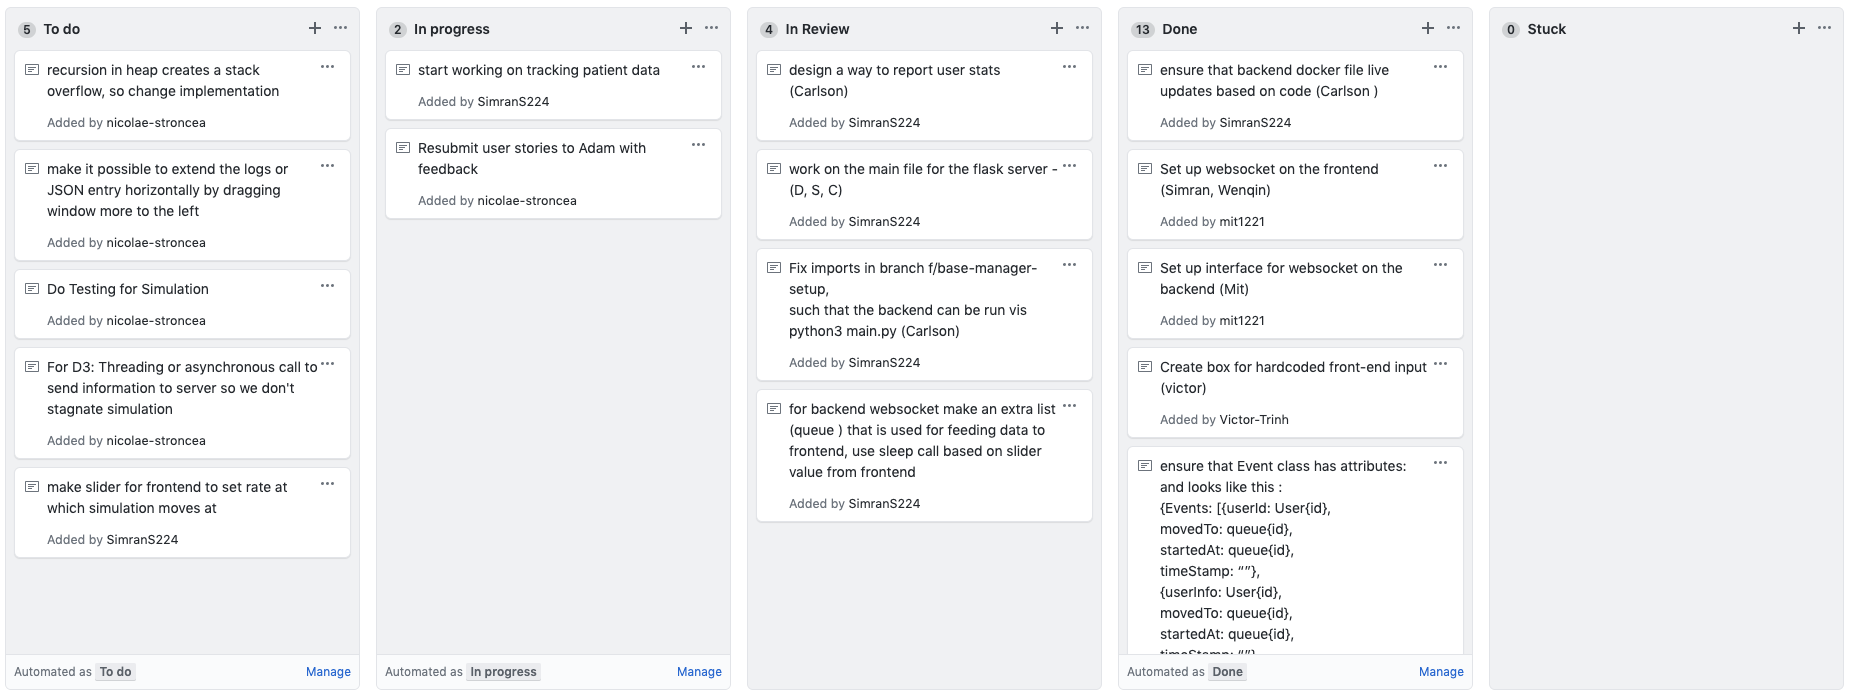 5 To do
recursion in heap creates a stack
overflow, so change implementation
Added by nicolae-stroncea
make it possible to extend the logs or
JSON entry horizontally by dragging
window more to the left
Added by nicolae-stroncea
Do Testing for Simulation
Added by nicolae-stroncea
For D3: Threading or asynchronous call to
send information to server so we don't
stagnate simulation
Added by nicolae-stroncea
make slider for frontend to set rate at
which simulation moves at
Added by SimranS224
Automated as To do Manage
2 In progress
start working on tracking patient data
Added by SimranS224
Resubmit user stories to Adam with
feedback
Added by nicolae-stroncea
Automated as In progress Manage
4 In Review
design a way to report user stats
(Carlson)
Added by SimranS224
work on the main file for the flask server -
(D, S, C)
Added by SimranS224
Fix imports in branch f/base-manager-
setup,
such that the backend can be run vis
python3 main.py (Carlson)
Added by SimranS224
for backend websocket make an extra list
(queue ) that is used for feeding data to
frontend, use sleep call based on slider
value from frontend
Added by SimranS224
13 Done
ensure that backend docker file live
updates based on code (Carlson )
Added by SimranS224
Set up websocket on the frontend
(Simran, Wenqin)
Added by mit1221
Set up interface for websocket on the
backend (Mit)
Added by mit1221
Create box for hardcoded front-end input
(victor)
Added by Victor-Trinh
ensure that Event class has attributes:
and looks like this :
{Events: [{userId: User{id},
movedTo: queue{id},
startedAt: queue{id},
timeStamp: “”},
{userInfo: User{id},
movedTo: queue{id},
startedAt: queue{id},
timeStamp: “”}
Automated as Done Manage
0 Stuck